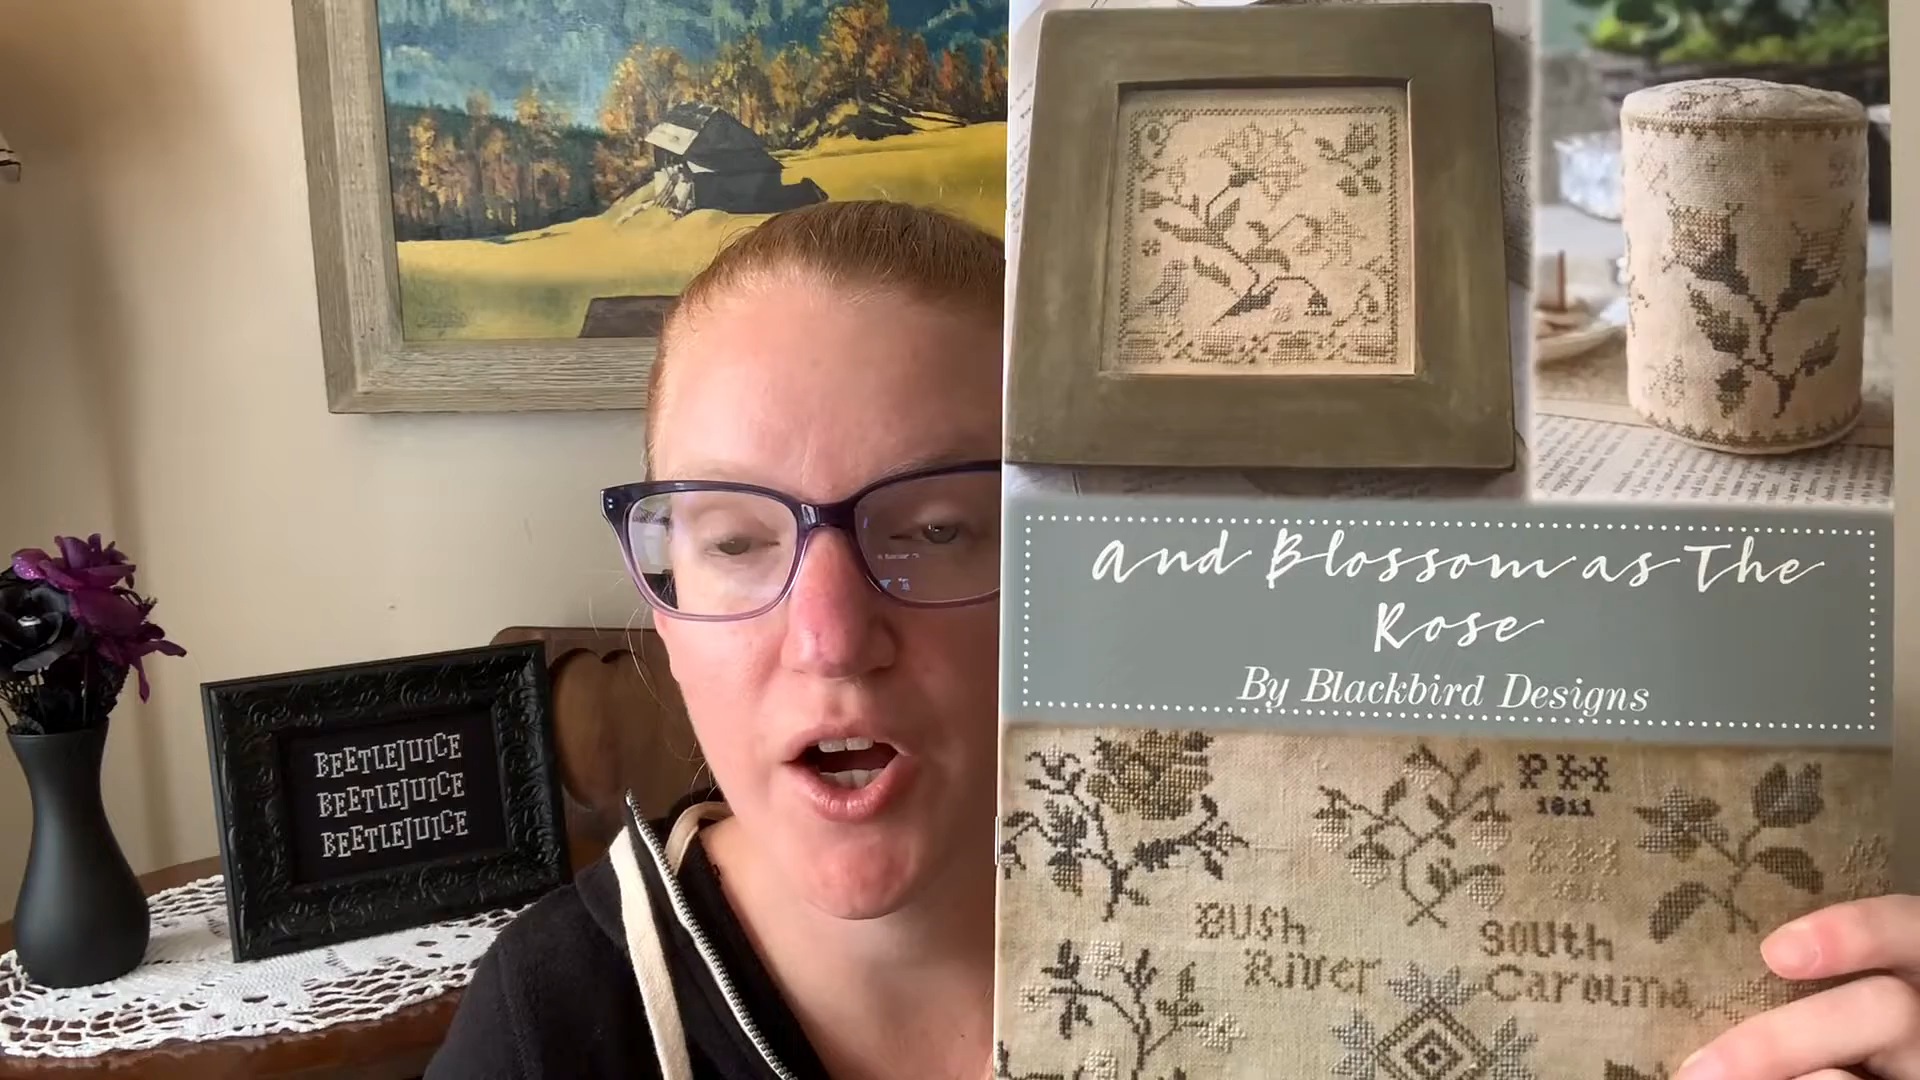 BEETLEJUICE
BEETLEJUICE
BEETLEJUICE
And Blossom as The
Rose
By Blackbird Designs
PH
1811
Bush
River
South
Carolina